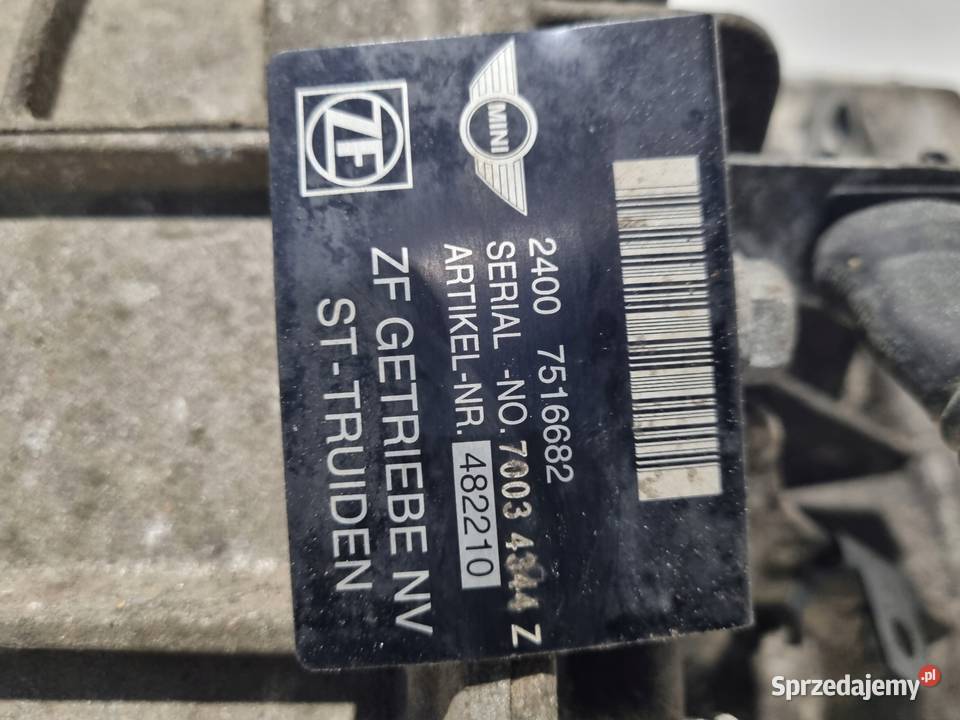 MINI
ZF
2400 7516682
SERIAL -NO. 7003 4344 Z
ARTIKEL-NR. 482210
ZF GETRIEBE NV
ST-TRUIDEN
Sprzedajemy.pl